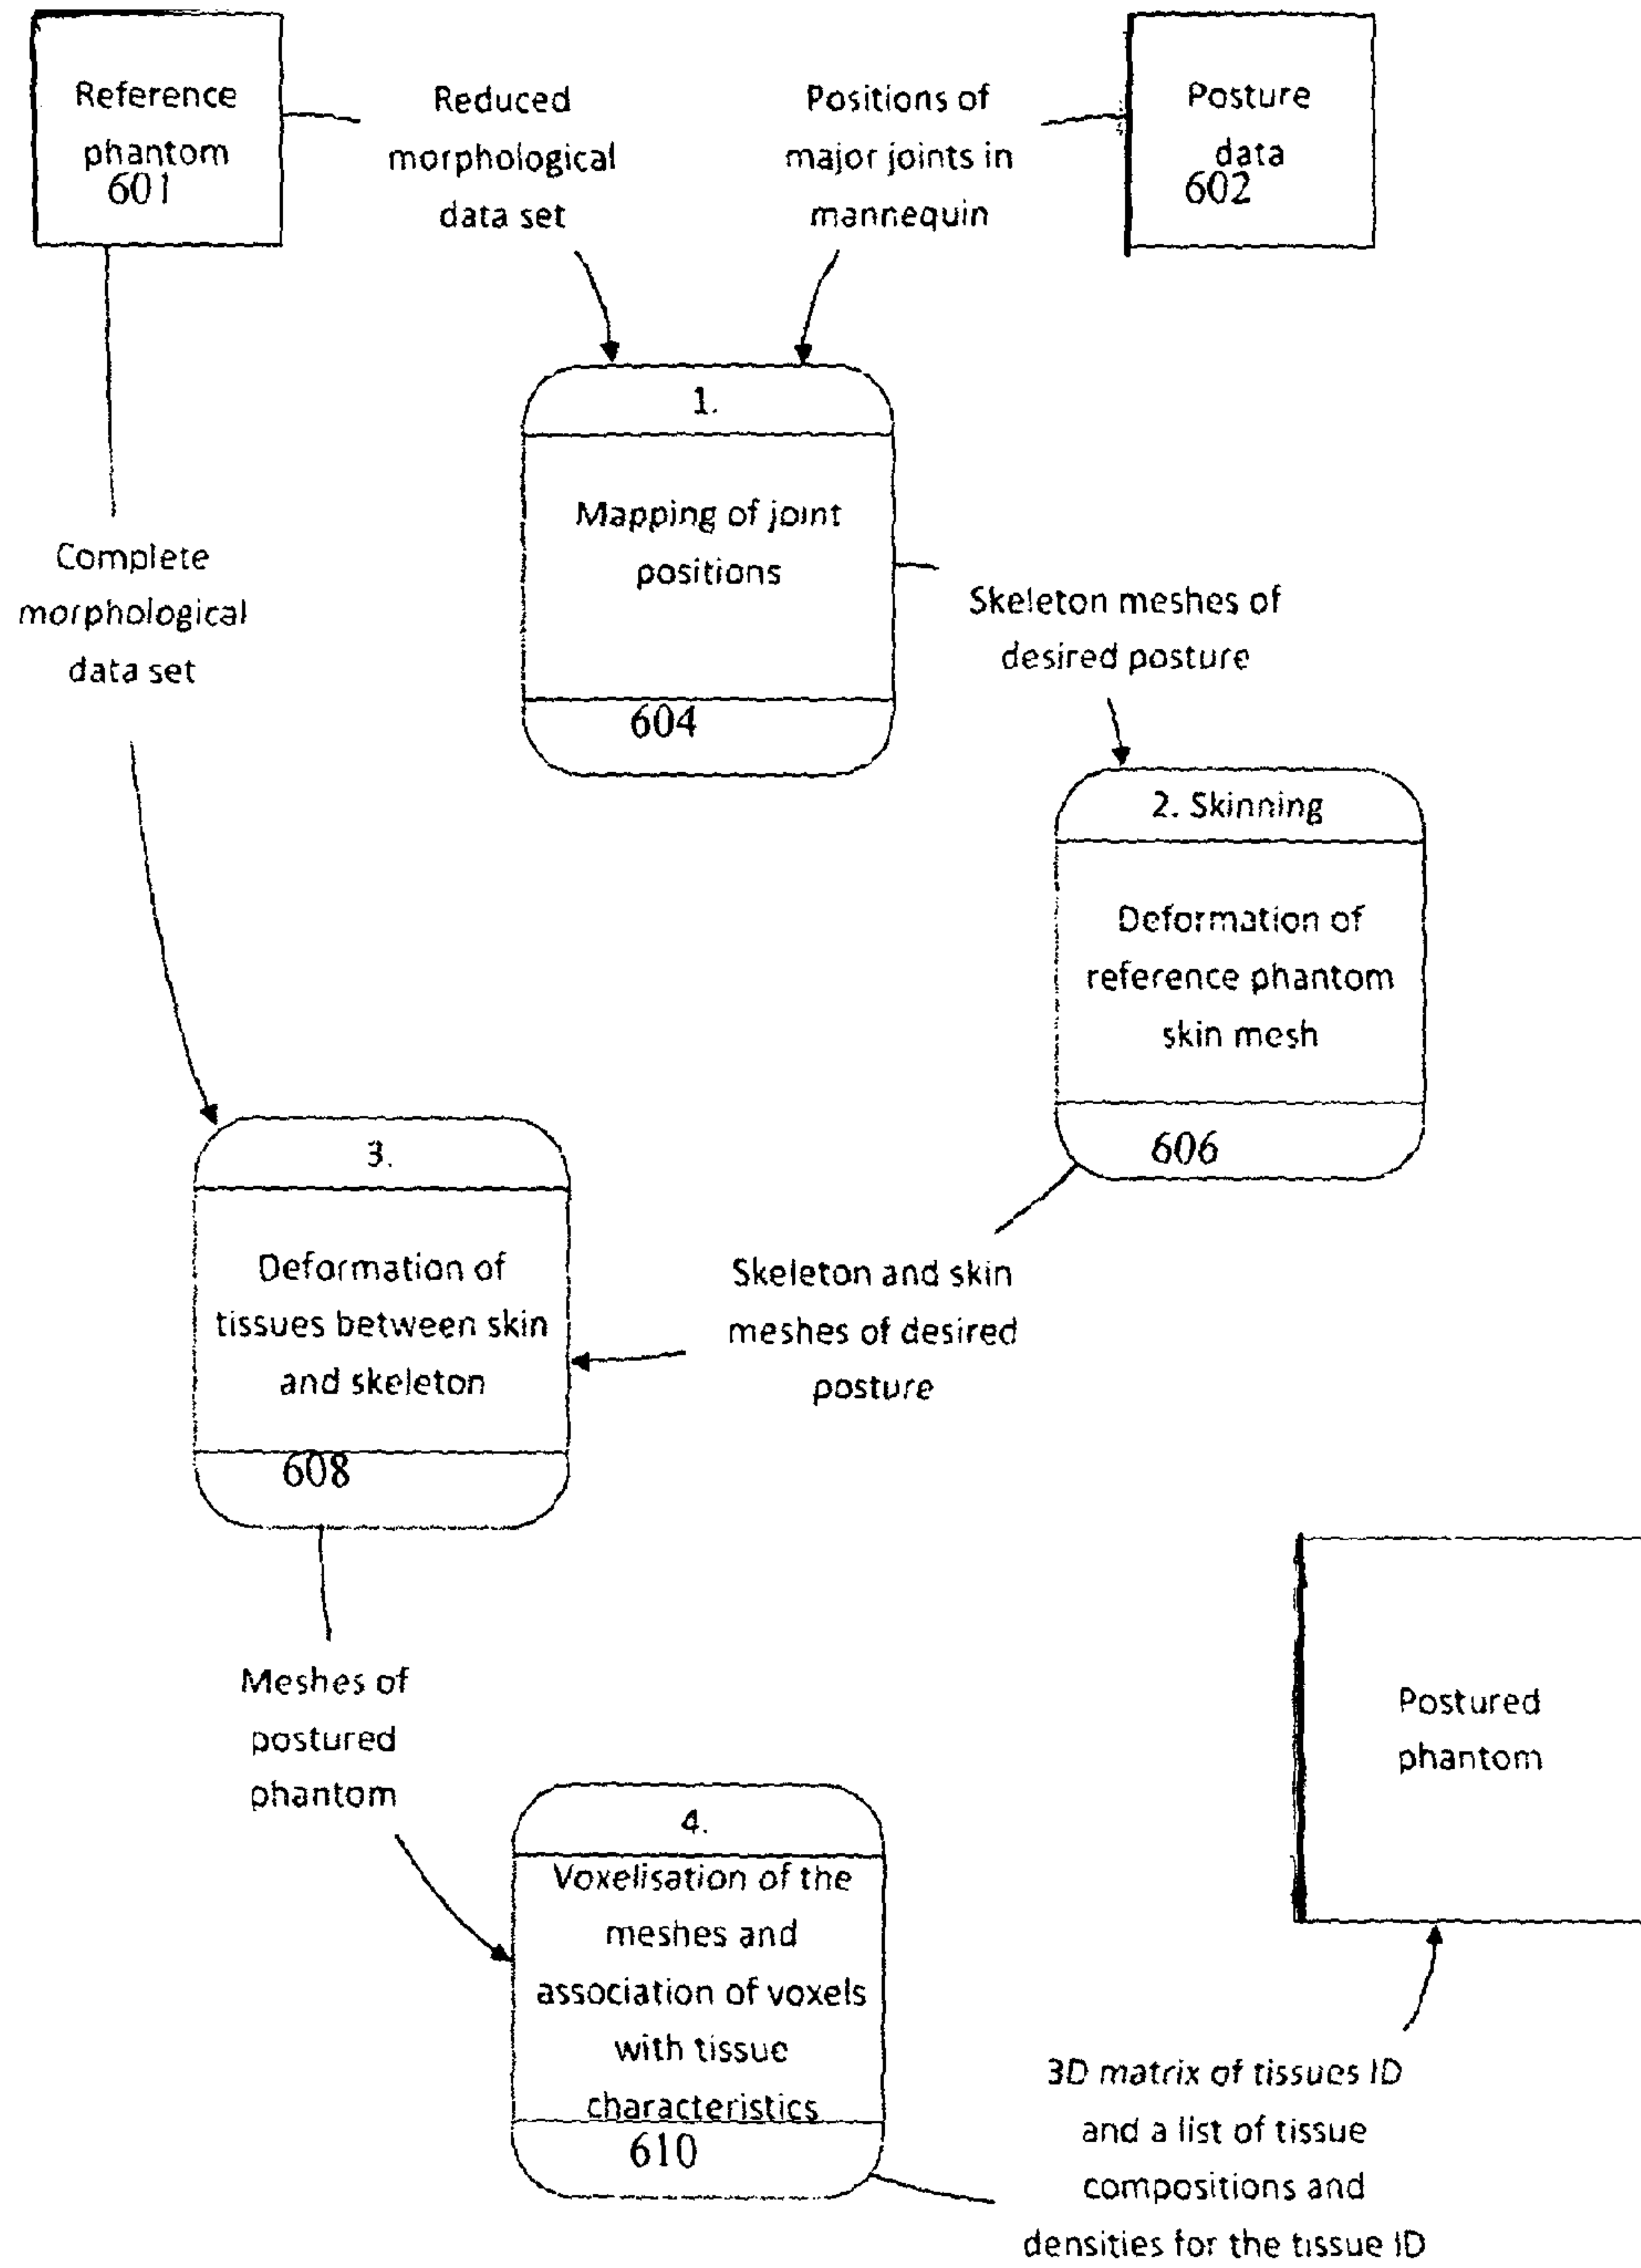 Reference
phantom
601
Reduced
morphological
data set
Positions of
major joints in
mannequin
Posture
data
602
1.
Mapping of joint
positions
604
Complete
morphological
data set
Skeleton meshes of
desired posture
2. Skinning
Deformation of
reference phantom
skin mesh
606
3.
Deformation of
tissues between skin
and skeleton
608
Skeleton and skin
meshes of desired
posture
Meshes of
postured
phantom
4.
Voxelisation of the
meshes and
association of voxels
with tissue
characteristics
610
Postured
phantom
3D matrix of tissues ID
and a list of tissue
compositions and
densities for the tissue ID